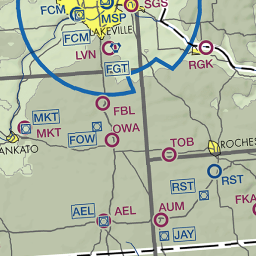 SGS
FCM
MSP
FCM
LAKEVILLE
LVN
RGK
FGT
FBL
MKT
MKT
OWA
FOW
TOB
ROCHES
ANKATO
RST
RST
FKA
AEL
AEL
AUM
JAY